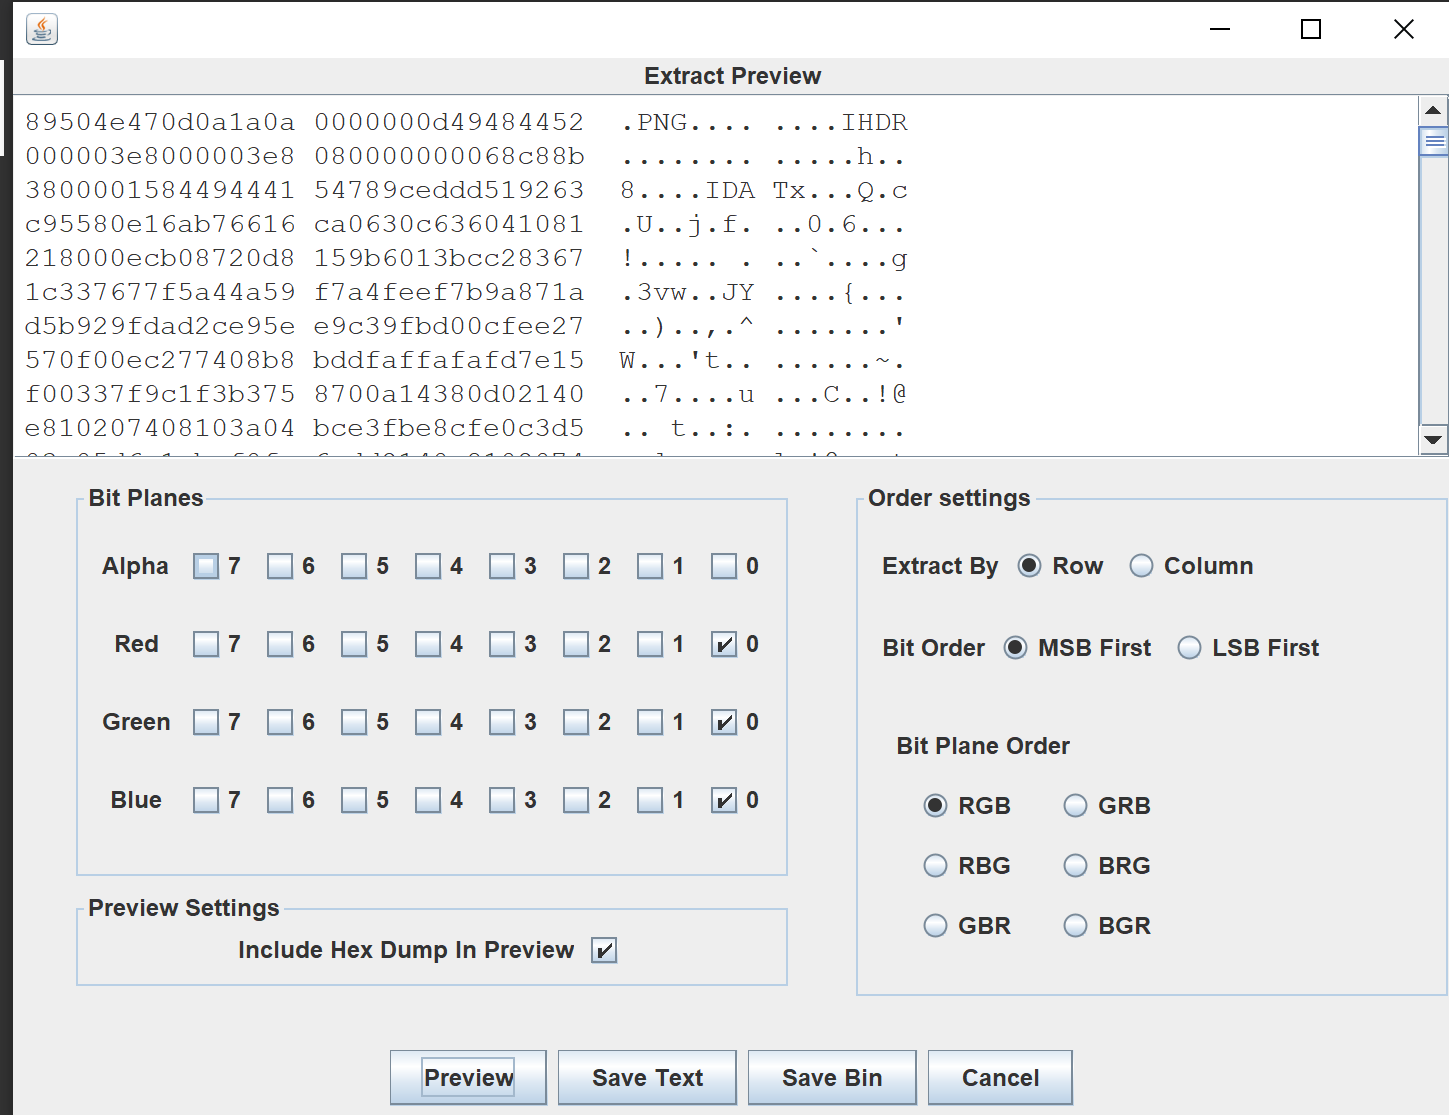 Extract Preview
89504e470d0a1a0a 0000000d49484452 .PNG.... ....IHDR
000003e8000003e8 080000000068c88b ........ .....h..
3800001584494441 54789ceddd519263 8....IDA Tx...Q.c
c95580e16ab76616 ca0630c636041081 .U..j.f. ..0.6...
218000ecb08720d8 159b6013bcc28367 !..... . ..`....g
1c337677f5a44a59 f7a4feef7b9a871a .3vw..JY ....{...
d5b929fdad2ce95e e9c39fbd00cfee27 ..)..,.^ .......'
570f00ec277408b8 bddfaffafafd7e15 W...'t.. ......~.
f00337f9c1f3b375 8700a14380d02140 ..7....u ...C..!@
e810207408103a04 bce3fbe8cfe0c3d5 .. t..:. ........
Bit Planes
Alpha 7 6 5 4 3 2 1 0
Red 7 6 5 4 3 2 1 0
Green 7 6 5 4 3 2 1 0
Blue 7 6 5 4 3 2 1 0
Preview Settings
Include Hex Dump In Preview
Order settings
Extract By Row Column
Bit Order MSB First LSB First
Bit Plane Order
RGB GRB
RBG BRG
GBR BGR
Preview Save Text Save Bin Cancel